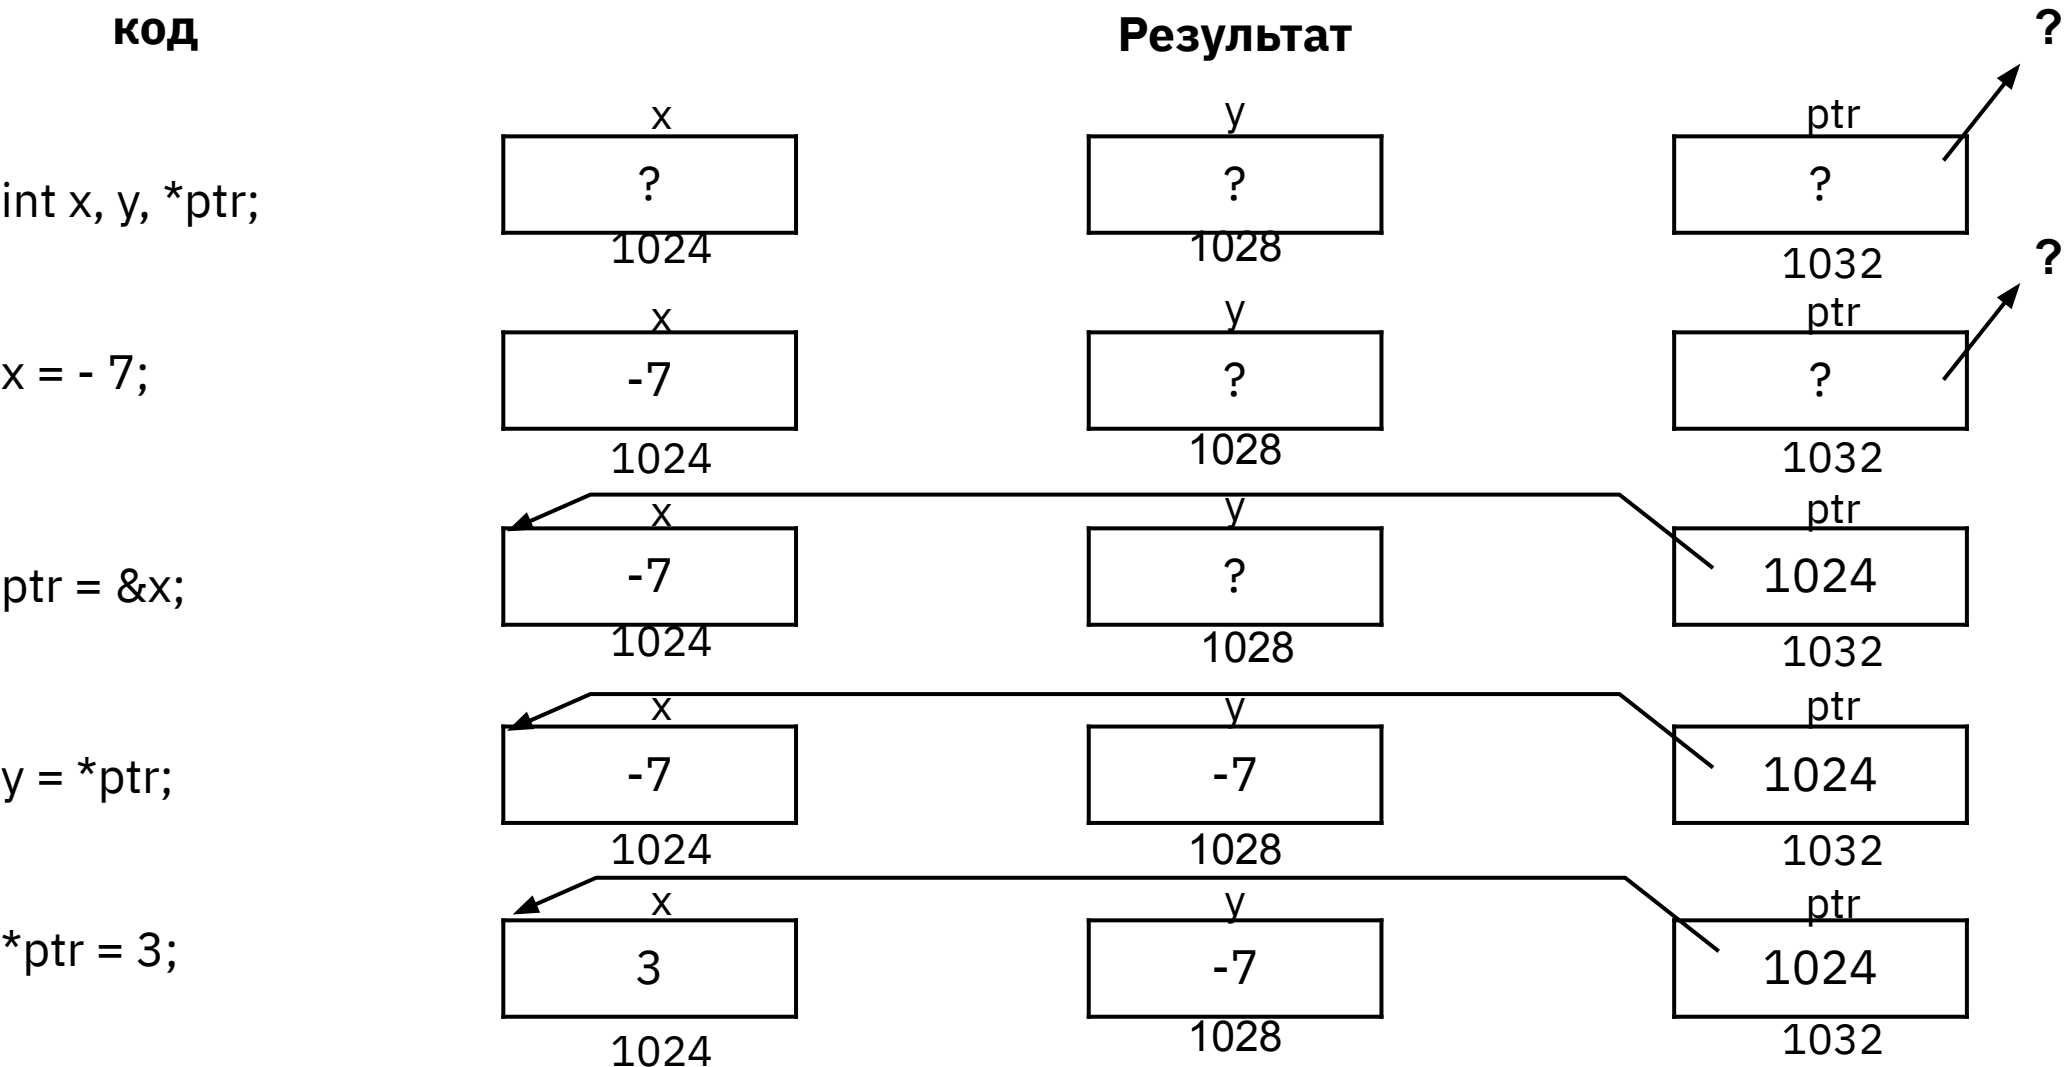 код Результат ?
x y ptr
int x, y, *ptr; ? ? ?
1024 1028 1032 ?
x y ptr
x = - 7; -7 ? ?
1024 1028 1032
x y ptr
ptr = &x; -7 ? 1024
1024 1028 1032
x y ptr
y = *ptr; -7 -7 1024
1024 1028 1032
x y ptr
*ptr = 3; 3 -7 1024
1024 1028 1032